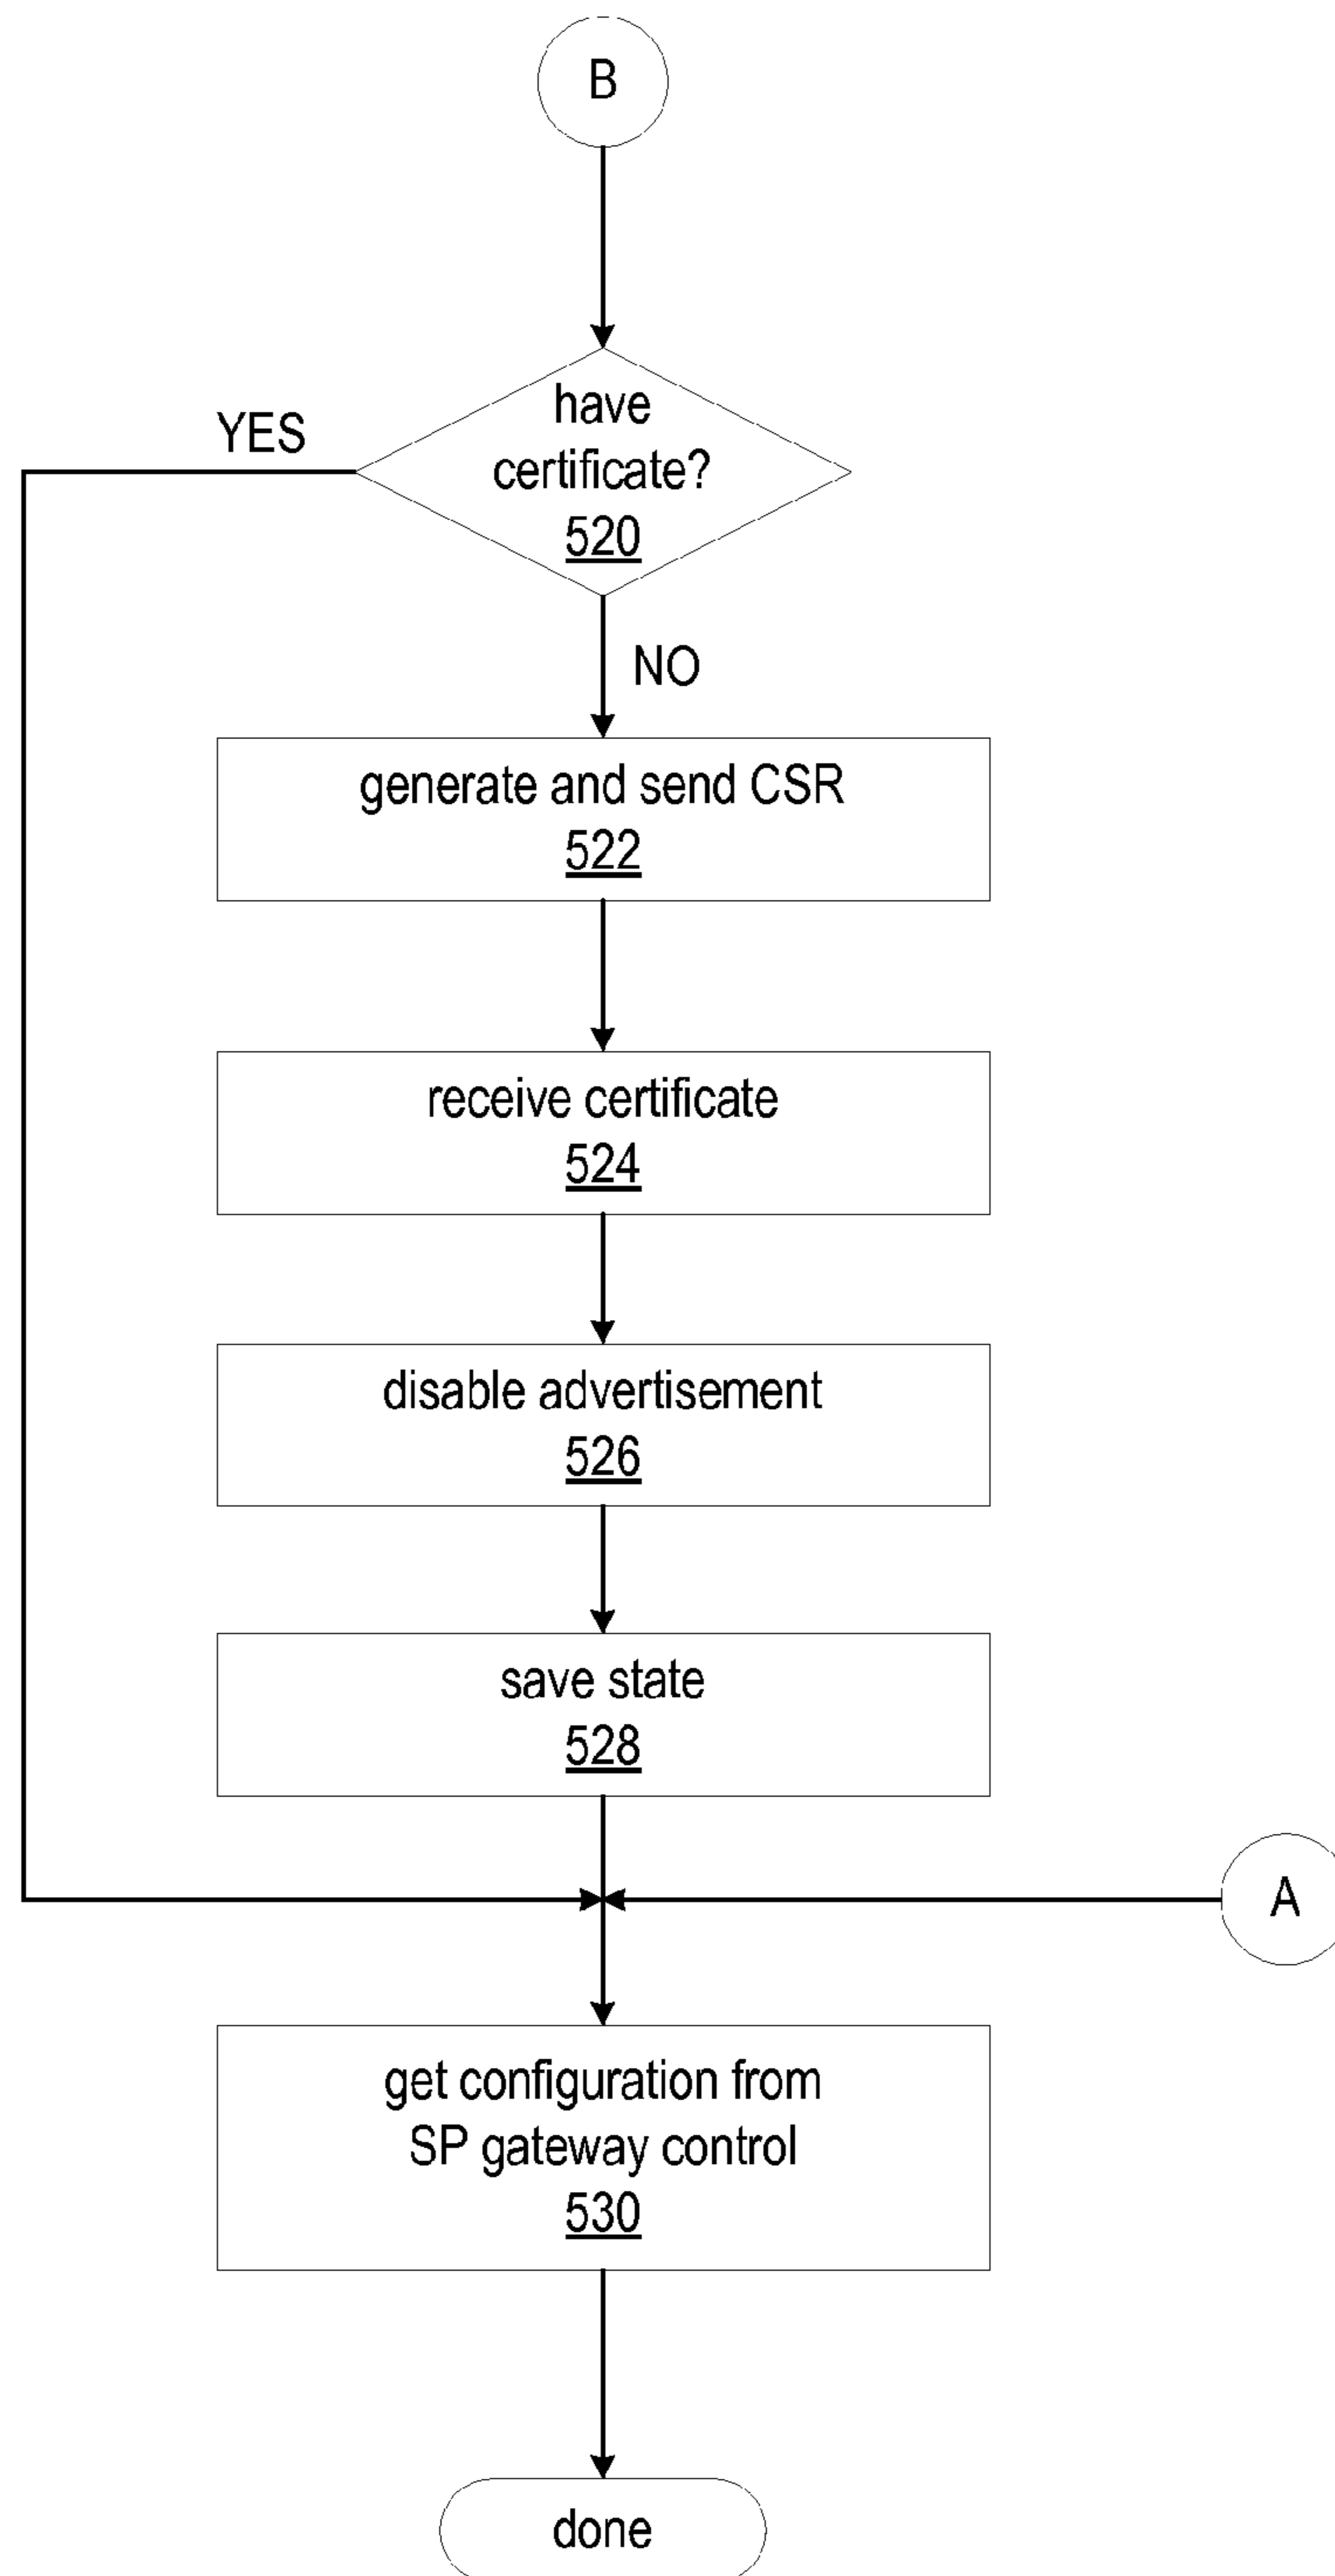 B
have
certificate?
520
YES
NO
generate and send CSR
522
receive certificate
524
disable advertisement
526
save state
528
A
get configuration from
SP gateway control
530
done